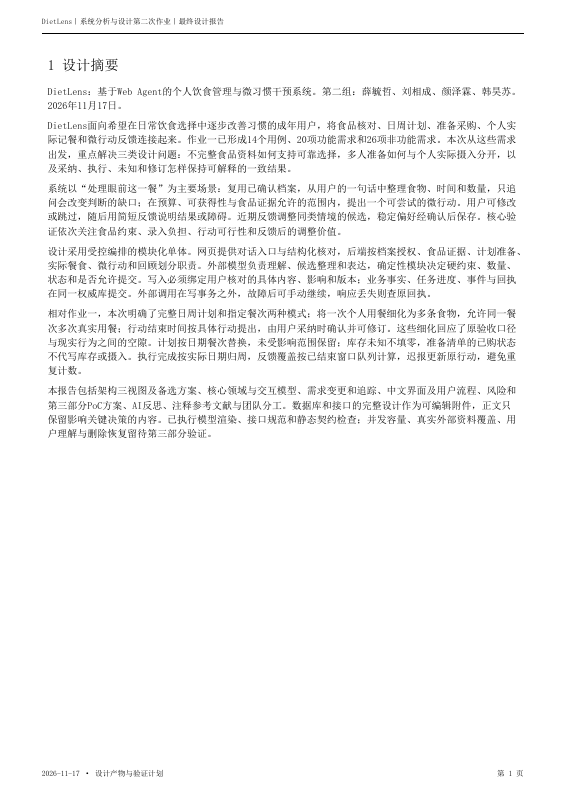 DietLens | 系统分析与设计第二次作业 | 最终设计报告
1 设计摘要
DietLens: 基于Web Agent的个人饮食管理与微习惯干预系统。第二组：薛毓哲、刘相成、颜泽霖、韩昊苏。
2026年11月17日。
DietLens面向希望在日常饮食选择中逐步改善习惯的成年用户，将食品核对、日周计划、准备采购、个人实
际记餐和微行动反馈连接起来。作业一已形成14个用例、20项功能需求和26项非功能需求。本次从这些需求
出发，重点解决三类设计问题：不完整食品资料如何支持可靠选择，多人准备如何与个人实际摄入分开，以
及采纳、执行、未知和修订怎样保持可解释的一致结果。
系统以“处理眼前这一餐”为主要场景：复用已确认档案，从用户的一句话中整理食物、时间和数量，只追
问会改变判断的缺口；在预算、可获得性与食品证据允许的范围内，提出一个可尝试的微行动。用户可修改
或跳过，随后用简短反馈说明结果或障碍。近期反馈调整同类情境的候选，稳定偏好经确认后保存。核心验
证依次关注食品约束、录入负担、行动可行性和反馈后的调整价值。
设计采用受控编排的模块化单体。网页提供对话入口与结构化核对，后端按档案授权、食品证据、计划准备、
实际餐食、微行动和回顾划分职责。外部模型负责理解、候选整理和表达，确定性模块决定硬约束、数量、
状态和是否允许提交。写入必须绑定用户核对的具体内容、影响和版本；业务事实、任务进度、事件与回执
在同一权威库提交。外部调用在写事务之外，故障后可手动继续，响应丢失则查原回执。
相对作业一，本次明确了完整日周计划和指定餐次两种模式；将一次个人用餐细化为多条食物，允许同一餐
次多次真实用餐；行动结束时间按具体行动提出，由用户采纳时确认并可修订。这些细化回应了原验收口径
与现实行为之间的空隙。计划按日期餐次替换，未受影响范围保留；库存未知不填零，准备清单的已购状态
不代写库存或摄入。执行完成按实际日期归周，反馈覆盖按已结束窗口队列计算，迟报更新原行动，避免重
复计数。
本报告包括架构三视图及备选方案、核心领域与交互模型、需求变更和追踪、中文界面及用户流程、风险和
第三部分PoC方案、AI反思、注释参考文献与团队分工。数据库和接口的完整设计作为可编辑附件，正文只
保留影响关键决策的内容。已执行模型渲染、接口规范和静态契约检查；并发容量、真实外部资料覆盖、用
户理解与删除恢复留待第三部分验证。
2026-11-17 • 设计产物与验证计划
第 1 页